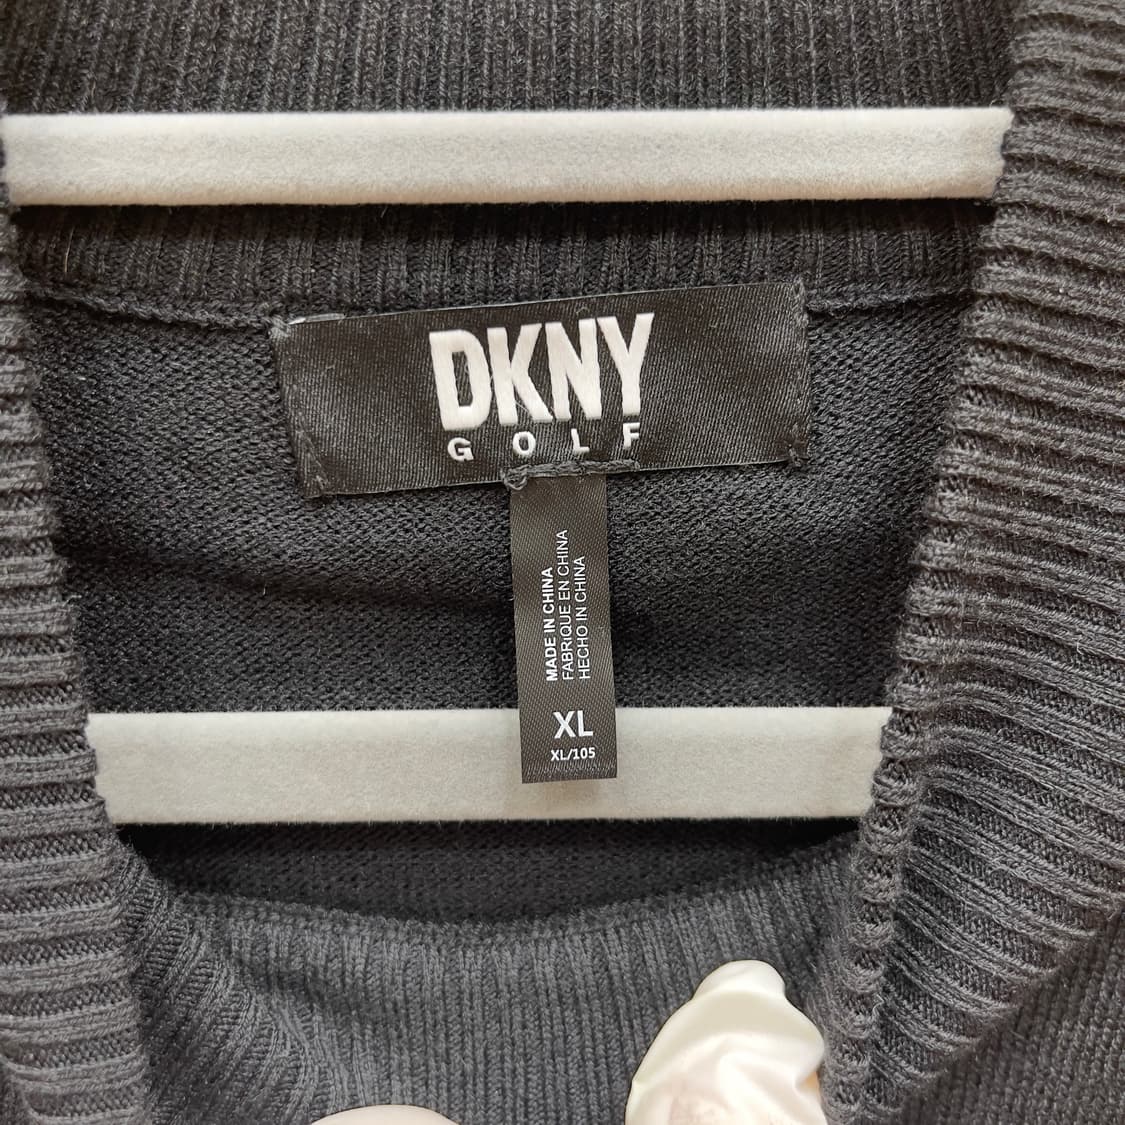 DKNY
GOLF
MADE IN CHINA
FABRIQUE EN CHINA
HECHO IN CHINA
XL
XL/105